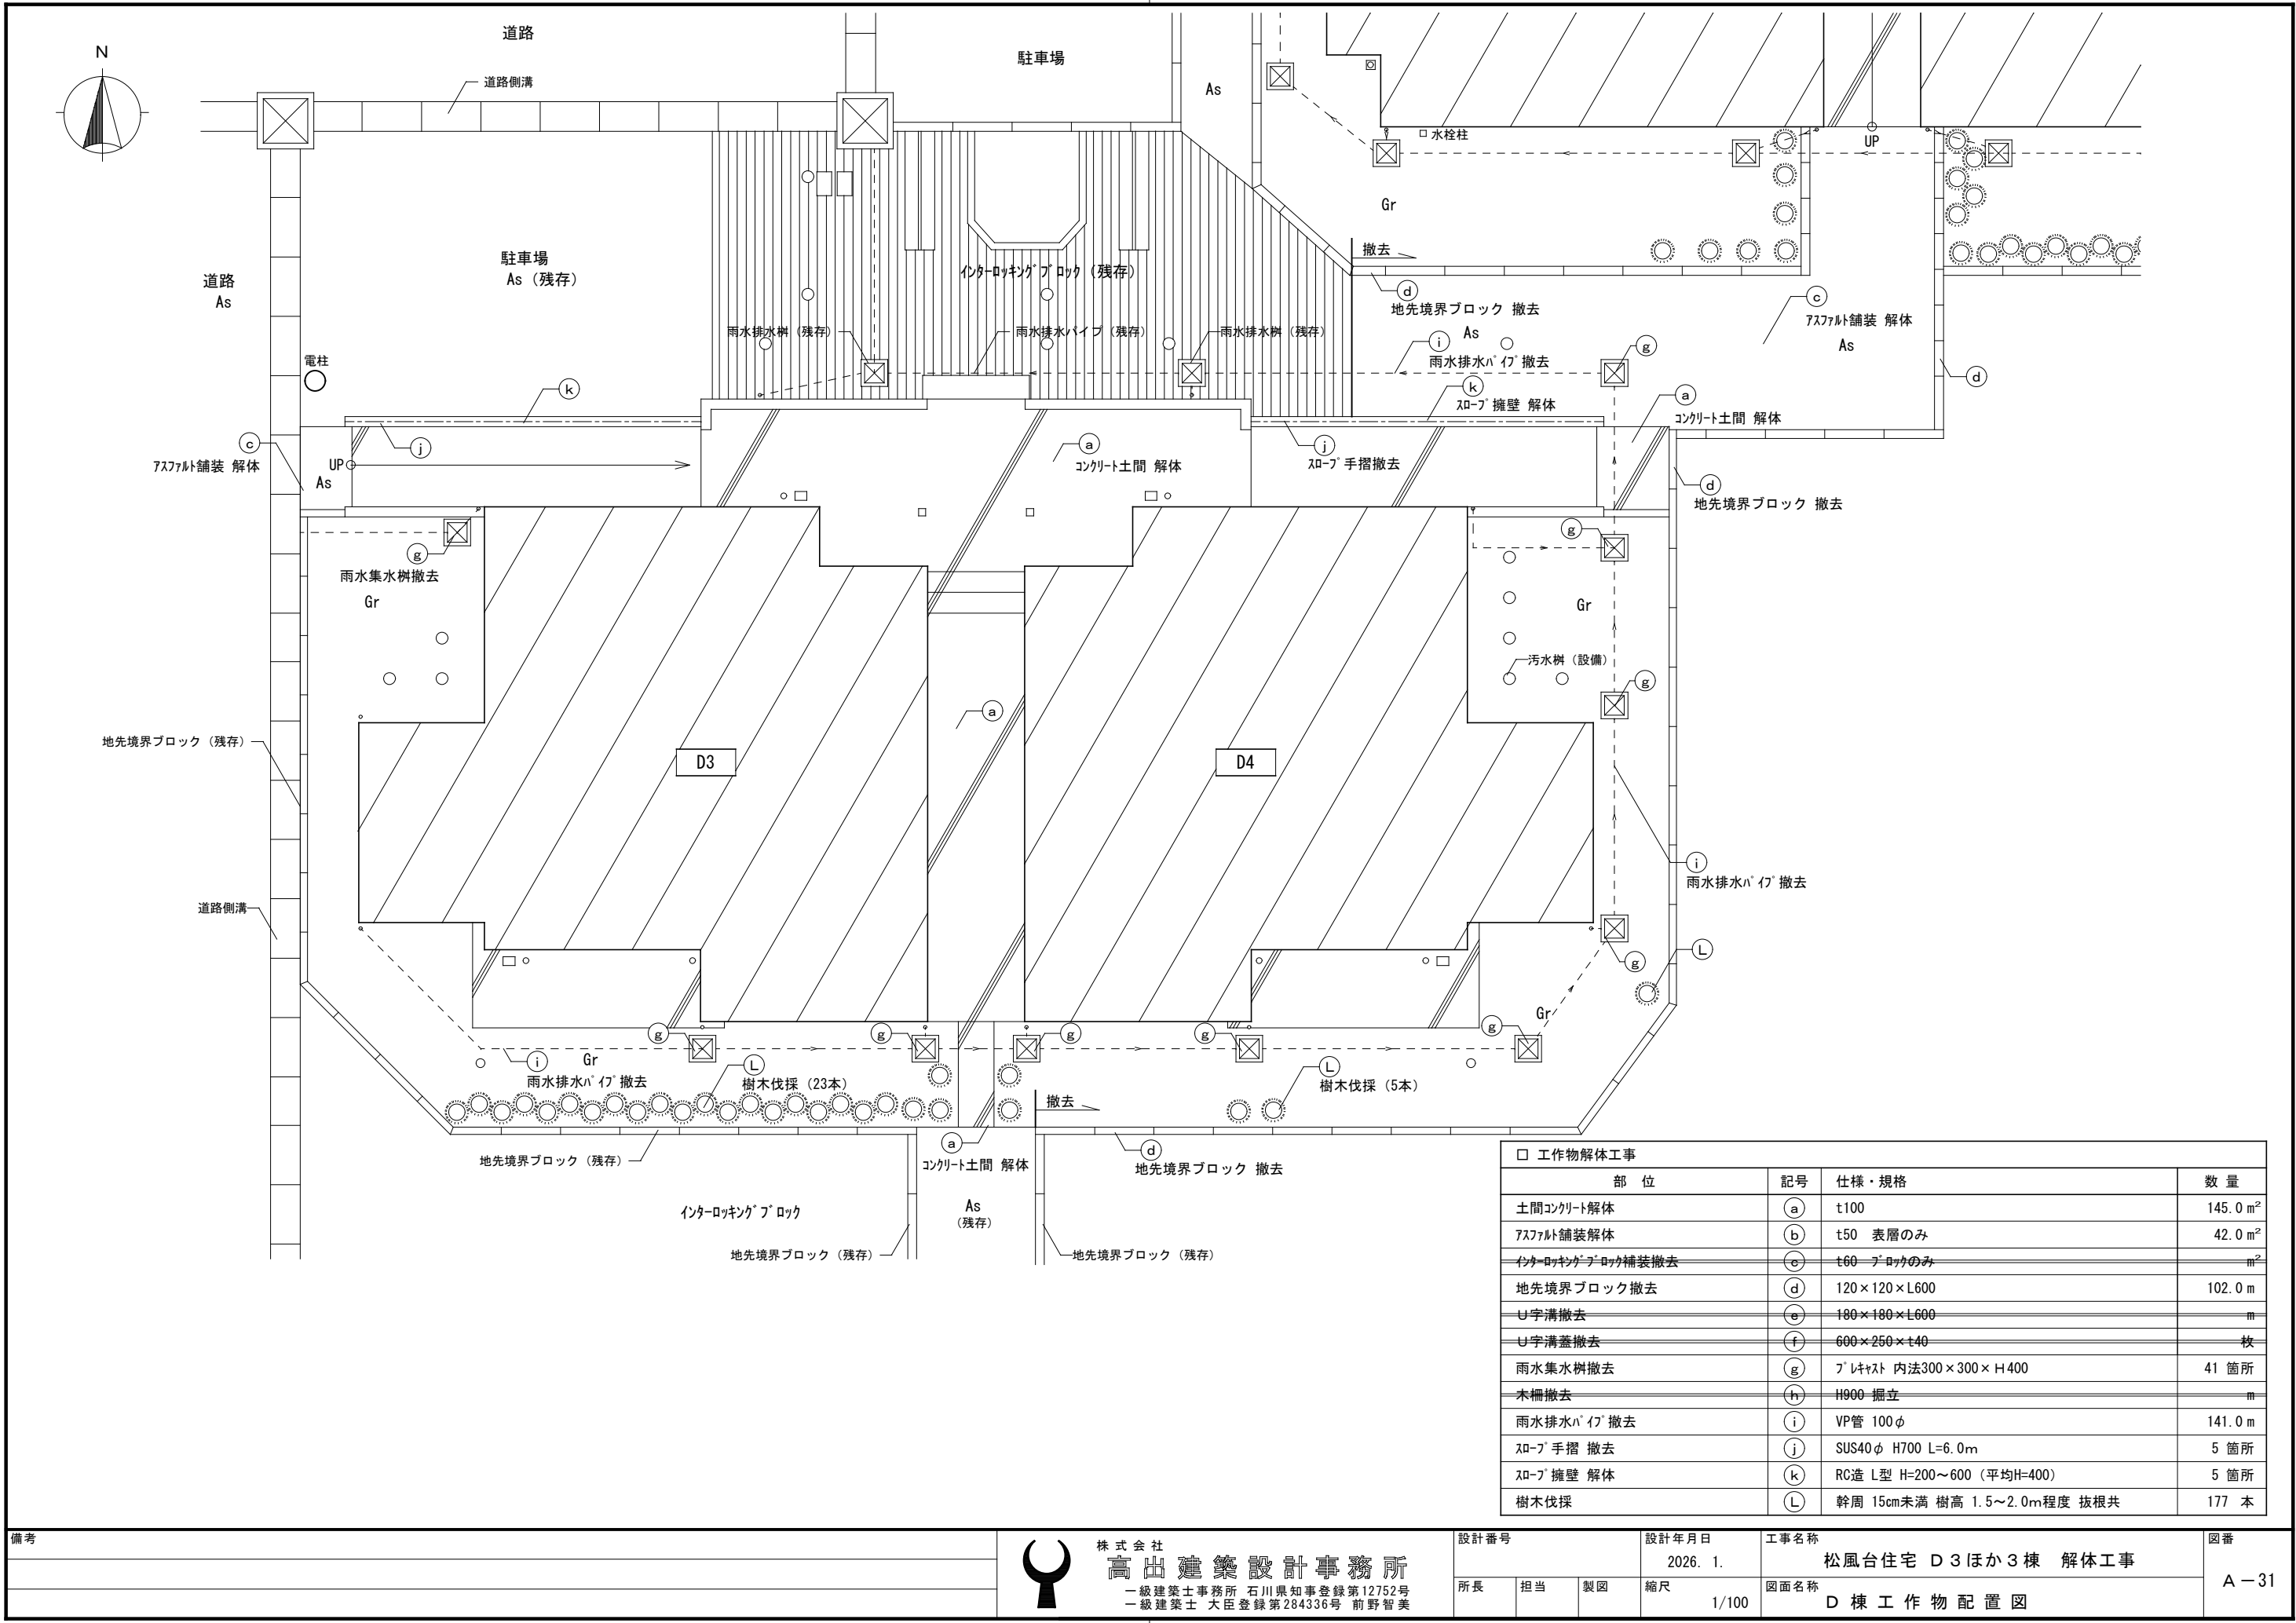 道路
N
道路側溝
駐車場
As
水栓柱
UP
Gr
駐車場
As（残存）
道路
As
インターロッキングブロック（残存）
撤去
d
地先境界ブロック 撤去
c
アスファルト舗装 解体
As
As
雨水排水桝（残存）
雨水排水パイプ（残存）
雨水排水桝（残存）
i
雨水排水パイプ撤去
g
電柱
k
k
スロープ擁壁 解体
d
a
コンクリート土間 解体
c
アスファルト舗装 解体
j
UP
As
a
コンクリート土間 解体
j
スロープ手摺撤去
d
地先境界ブロック 撤去
g
雨水集水桝撤去
Gr
g
Gr
汚水桝（設備）
g
a
地先境界ブロック（残存）
D3
D4
i
雨水排水パイプ撤去
道路側溝
L
g
Gr
g
g
g
g
g
i
Gr
雨水排水パイプ撤去
L
樹木伐採（23本）
L
樹木伐採（5本）
撤去
地先境界ブロック（残存）
a
コンクリート土間 解体
d
地先境界ブロック 撤去
インターロッキングブロック
As
（残存）
地先境界ブロック（残存）
地先境界ブロック（残存）
□ 工作物解体工事
部 位 記号 仕様・規格 数 量
土間コンクリート解体 a t100 145.0 m²
アスファルト舗装解体 b t50 表層のみ 42.0 m²
インターロッキングブロック補装撤去 c t60 ブロックのみ m²
地先境界ブロック撤去 d 120×120×L600 102.0 m
U字溝撤去 e 180×180×L600 m
U字溝蓋撤去 f 600×250×t40 枚
雨水集水桝撤去 g プレキャスト 内法300×300×H400 41 箇所
木柵撤去 h H900 掘立 m
雨水排水パイプ撤去 i VP管 100φ 141.0 m
スロープ手摺 撤去 j SUS40φ H700 L=6.0m 5 箇所
スロープ擁壁 解体 k RC造 L型 H=200～600（平均H=400） 5 箇所
樹木伐採 L 幹周 15cm未満 樹高 1.5～2.0m程度 抜根共 177 本
備考
株式会社
高出建築設計事務所
一級建築士事務所 石川県知事登録第12752号
一級建築士 大臣登録第284336号 前野智美
設計番号
設計年月日
2026. 1.
工事名称
松風台住宅 D3ほか3棟 解体工事
図番
A－31
所長
担当
製図
縮尺
1/100
図面名称
D棟工作物配置図